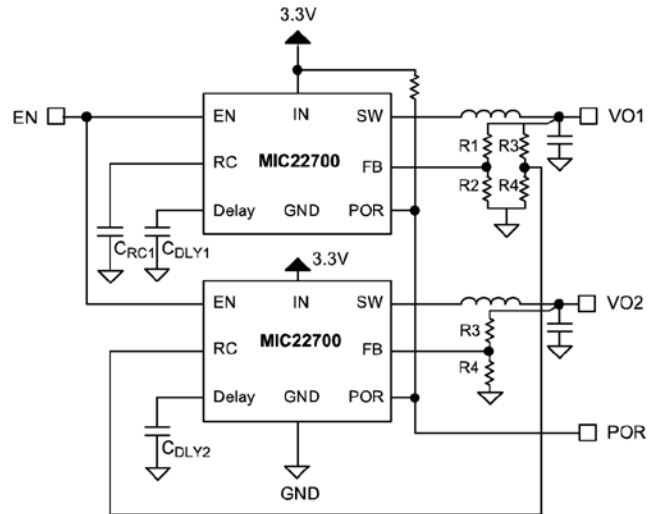 3.3V
EN
EN
IN
SW
VO1
RC
MIC22700
FB
R1
R3
R2
R4
Delay
GND
POR
CRC1
CDLY1
3.3V
EN
IN
SW
VO2
RC
MIC22700
FB
R3
R4
Delay
GND
POR
CDLY2
POR
GND